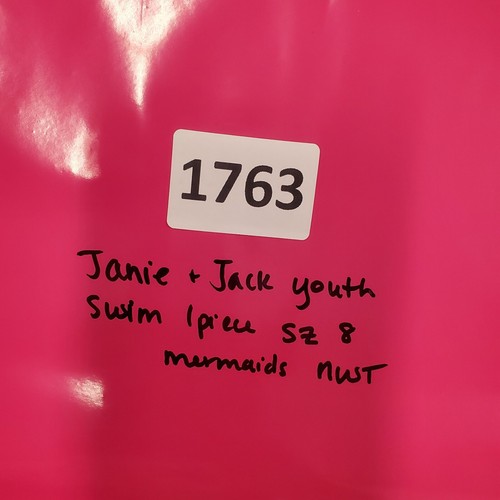 1763
Janie + Jack youth
swim 1piece sz 8
mermaids NWT